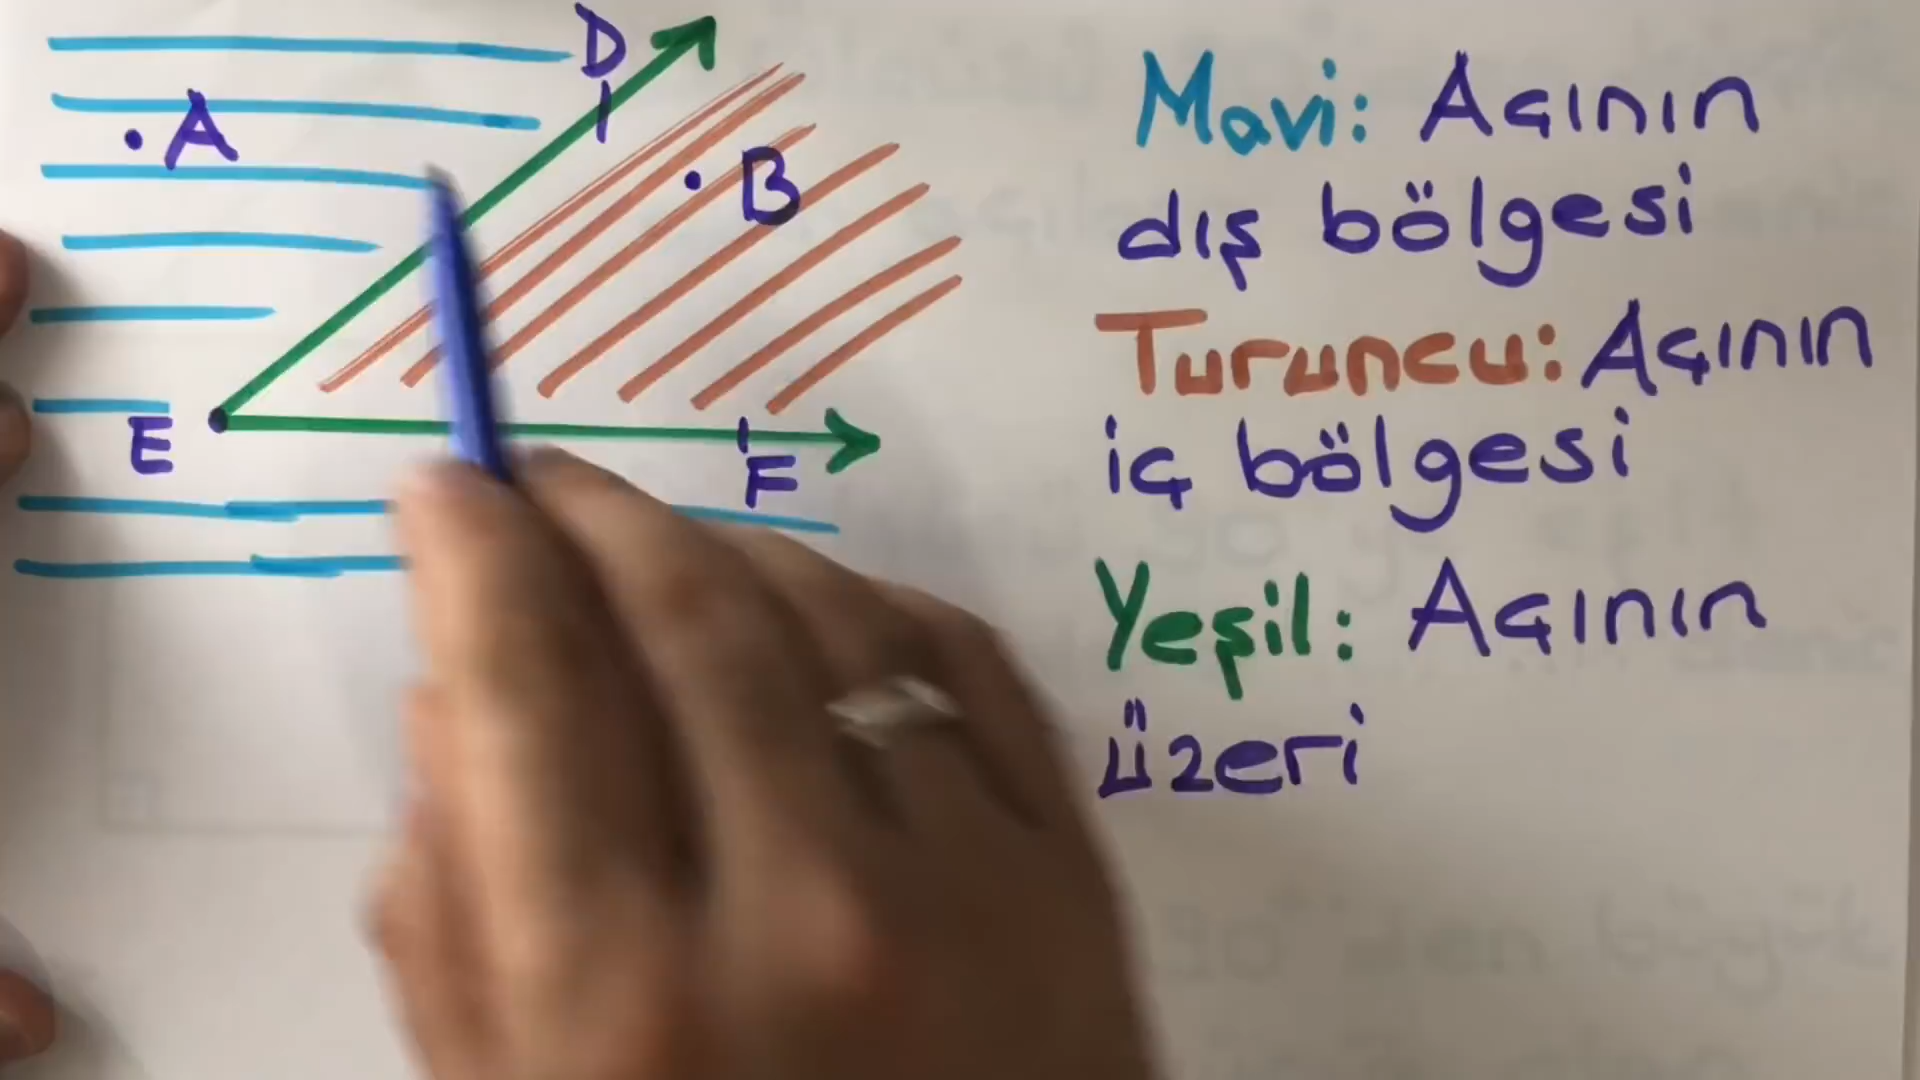 D
A
B
E
F
Mavi: Açının
dış bölgesi
Turuncu: Açının
iç bölgesi
Yeşil: Açının
üzeri